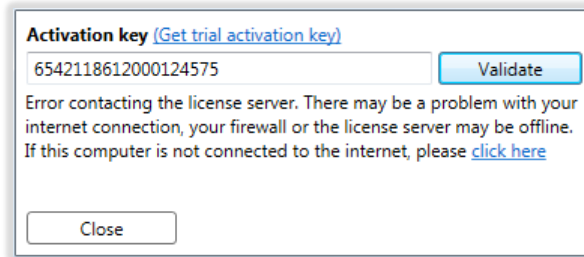 Activation key (Get trial activation key)
6542118612000124575
Validate
Error contacting the license server. There may be a problem with your
internet connection, your firewall or the license server may be offline.
If this computer is not connected to the internet, please click here
Close